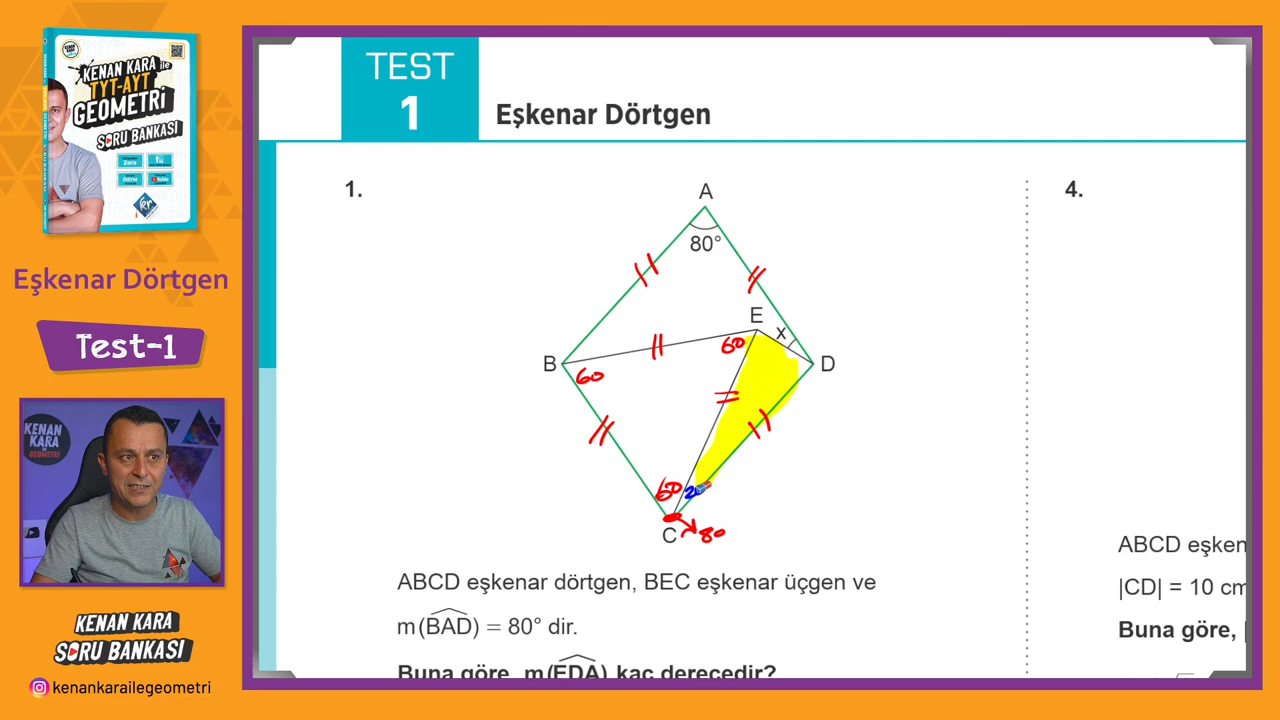 KENAN KARA ile
TYT-AYT
GEOMETRİ
SORU BANKASI
Eşkenar Dörtgen
Test-1
KENAN KARA
GEOMETRİ
KENAN KARA
SORU BANKASI
kenankarailegeometri
TEST
1
Eşkenar Dörtgen
1.
A
80°
E
x
60
B
D
60
60
2
C
80
ABCD eşkenar dörtgen, BEC eşkenar üçgen ve
m(BAD) = 80° dir.
Buna göre, m(EDA) kaç derecedir?
4.
ABCD eşken
|CD| = 10 cm
Buna göre,